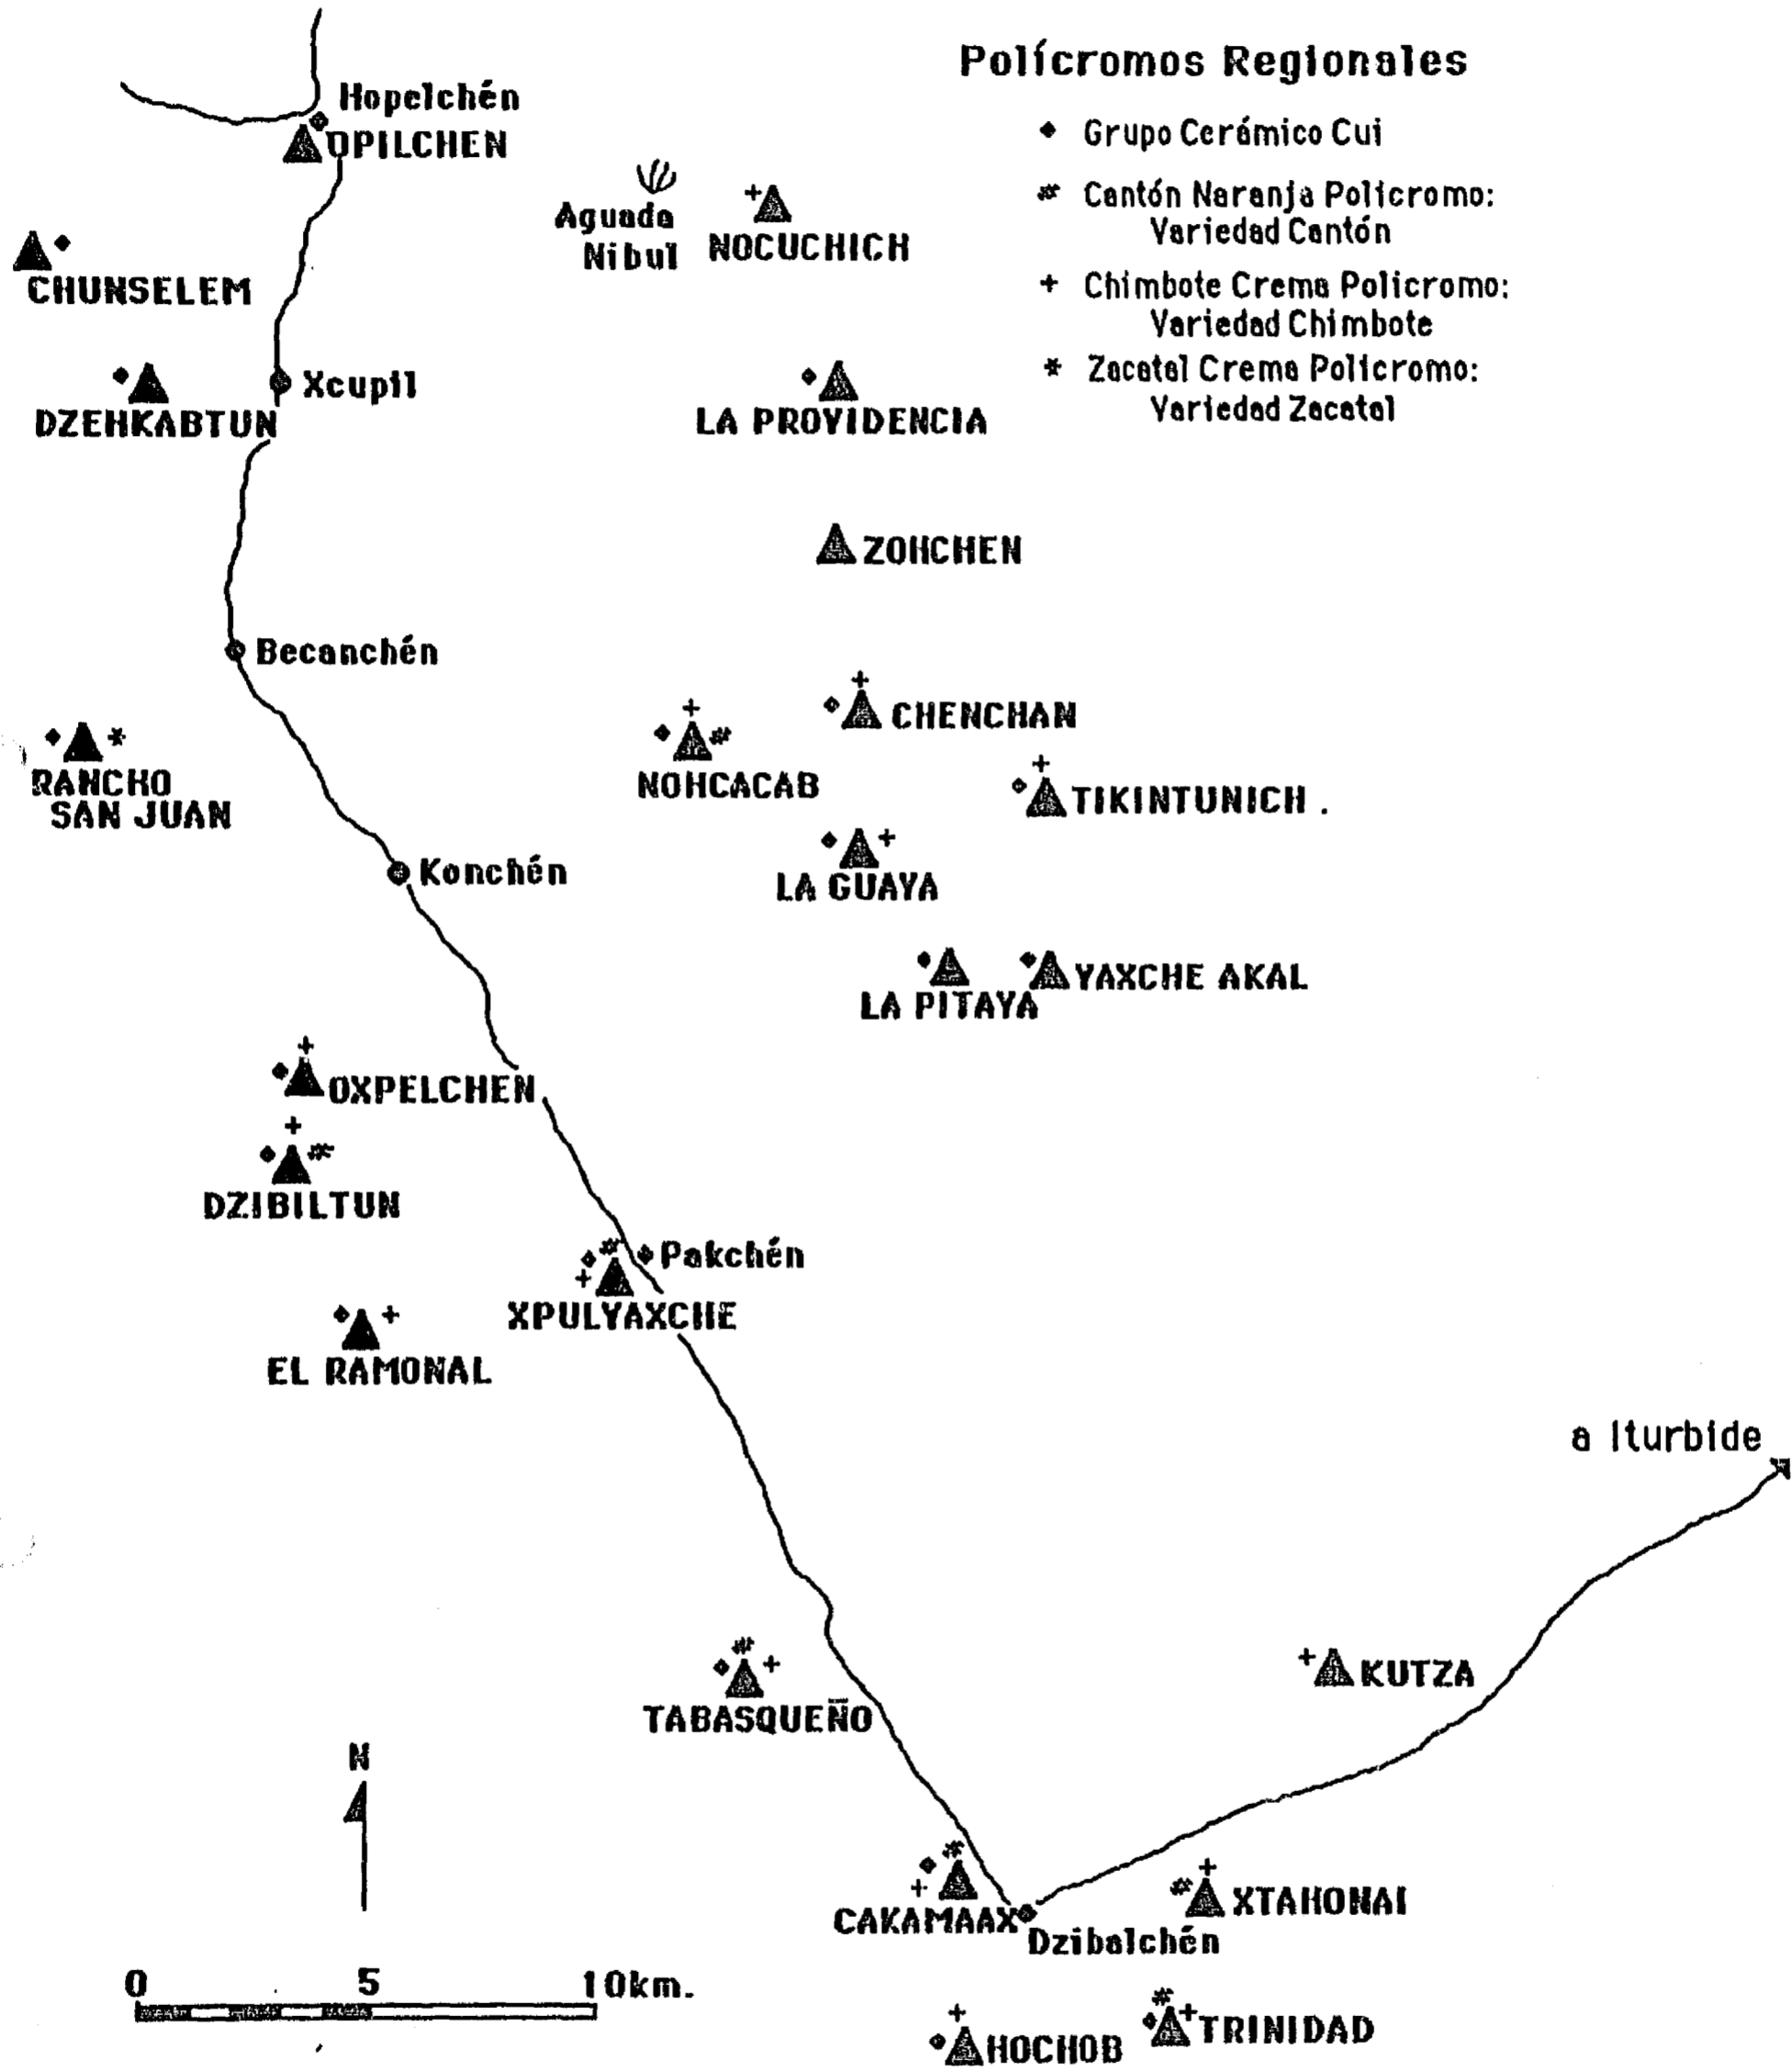 Polícromos Regionales
Grupo Cerámico Cui
Cantón Naranja Policromo:
Variedad Cantón
Chimbote Crema Policromo:
Variedad Chimbote
Zacatal Crema Policromo:
Variedad Zacatal
Hopelchén
OPILCHEN
Aguada
Nibul
NOCUCHICH
CHUNSELEM
Xcupil
DZEHKABTUN
LA PROVIDENCIA
ZOHCHEN
Becanchén
CHENCHAN
RANCHO
SAN JUAN
NOHCACAB
TIKINTUNICH .
Konchén
LA GUAYA
YAXCHE AKAL
LA PITAYA
OXPELCHEN
DZIBILTUN
Pakchén
XPULYAXCHE
EL RAMONAL
a Iturbide
KUTZA
TABASQUEÑO
N
XTAHONAI
CAKAMAAX
Dzibalchén
0 5 10km.
TRINIDAD
HOCHOB